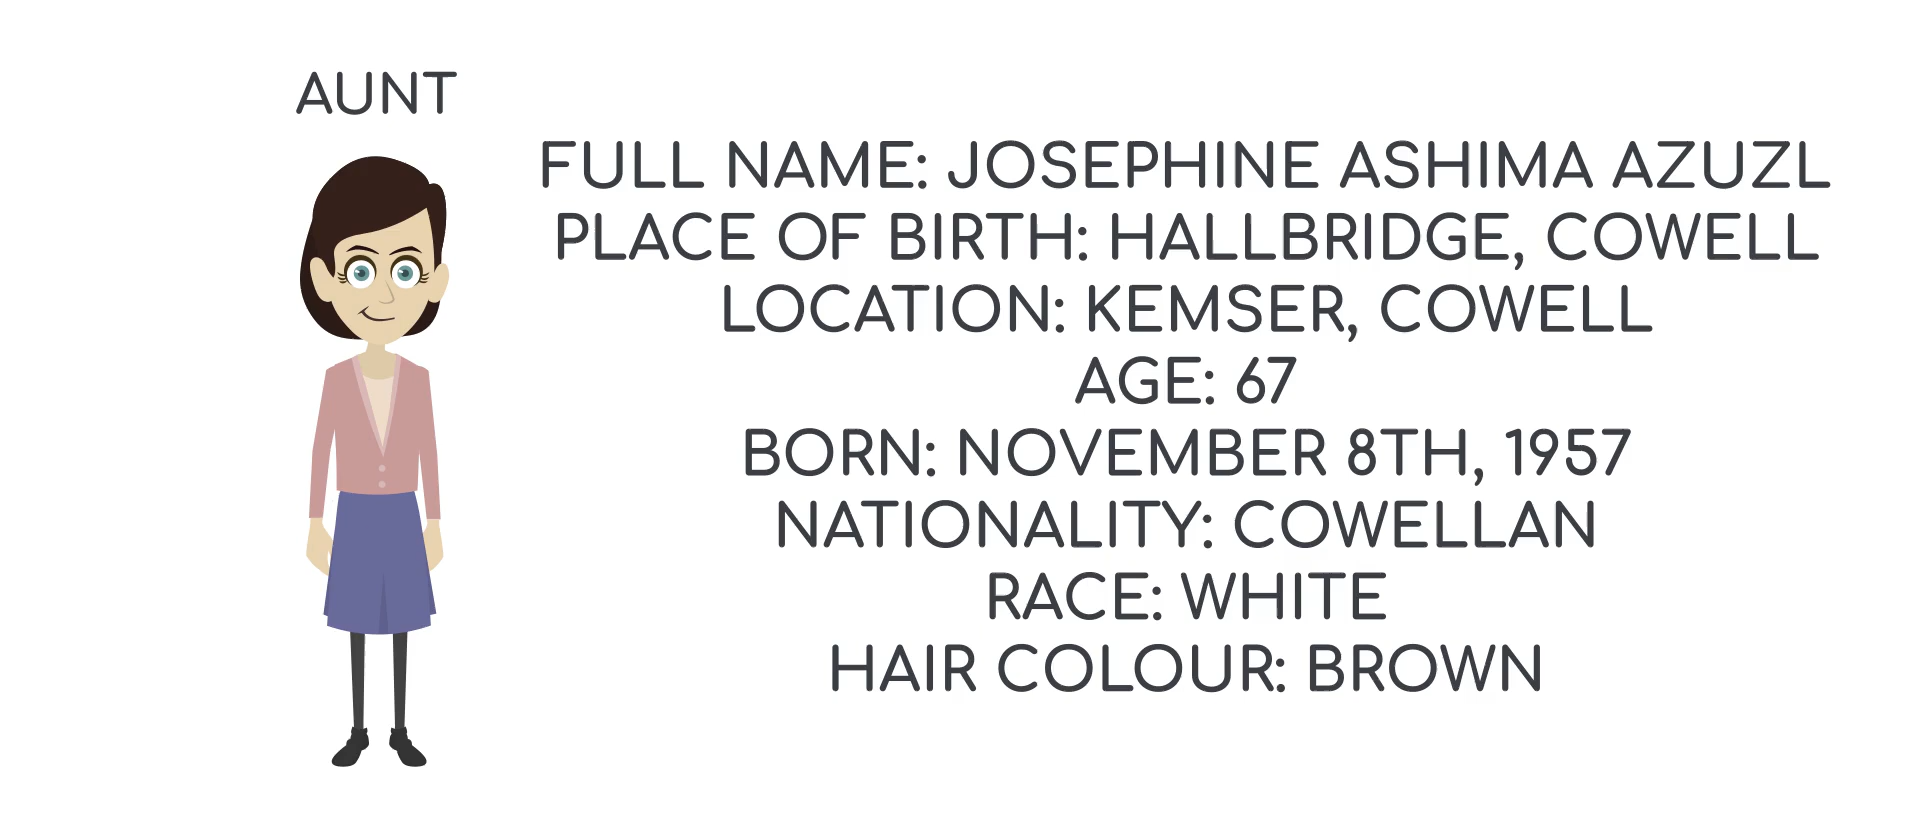 AUNT
FULL NAME: JOSEPHINE ASHIMA AZUZL
PLACE OF BIRTH: HALLBRIDGE, COWELL
LOCATION: KEMSER, COWELL
AGE: 67
BORN: NOVEMBER 8TH, 1957
NATIONALITY: COWELLAN
RACE: WHITE
HAIR COLOUR: BROWN